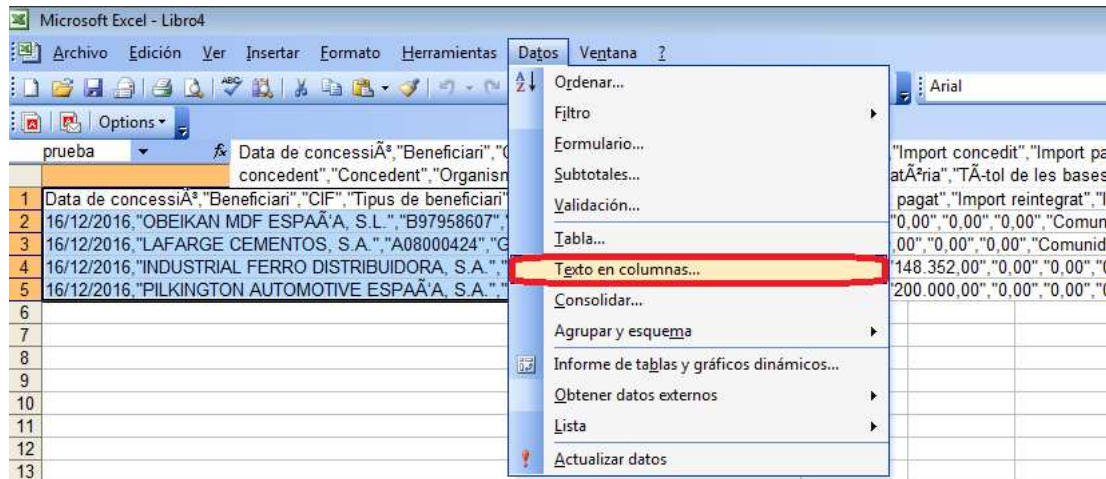 Microsoft Excel - Libro4
Archivo Edición Ver Insertar Formato Herramientas Datos Ventana ?
Arial
Options
prueba fx Data de concessiÃ³,"Beneficiari","C ,"Import concedit","Import pa
concedent","Concedent","Organism atÃ²ria","TÃ­tol de les bases
1 Data de concessiÃ³,"Beneficiari","CIF","Tipus de beneficiari" pagat","Import reintegrat","I
2 16/12/2016,"OBEIKAN MDF ESPAÃ'A, S.L.","B97958607", "0,00","0,00","0,00","Comun
3 16/12/2016,"LAFARGE CEMENTOS, S.A.","A08000424","G ,00","0,00","0,00","Comunid
4 16/12/2016,"INDUSTRIAL FERRO DISTRIBUIDORA, S.A."," "148.352,00","0,00","0,00","
5 16/12/2016,"PILKINGTON AUTOMOTIVE ESPAÃ'A, S.A."," "200.000,00","0,00","0,00","
6
7
8
9
10
11
12
13
Ordenar...
Filtro
Formulario...
Subtotales...
Validación...
Tabla...
Texto en columnas...
Consolidar...
Agrupar y esquema
Informe de tablas y gráficos dinámicos...
Obtener datos externos
Lista
Actualizar datos